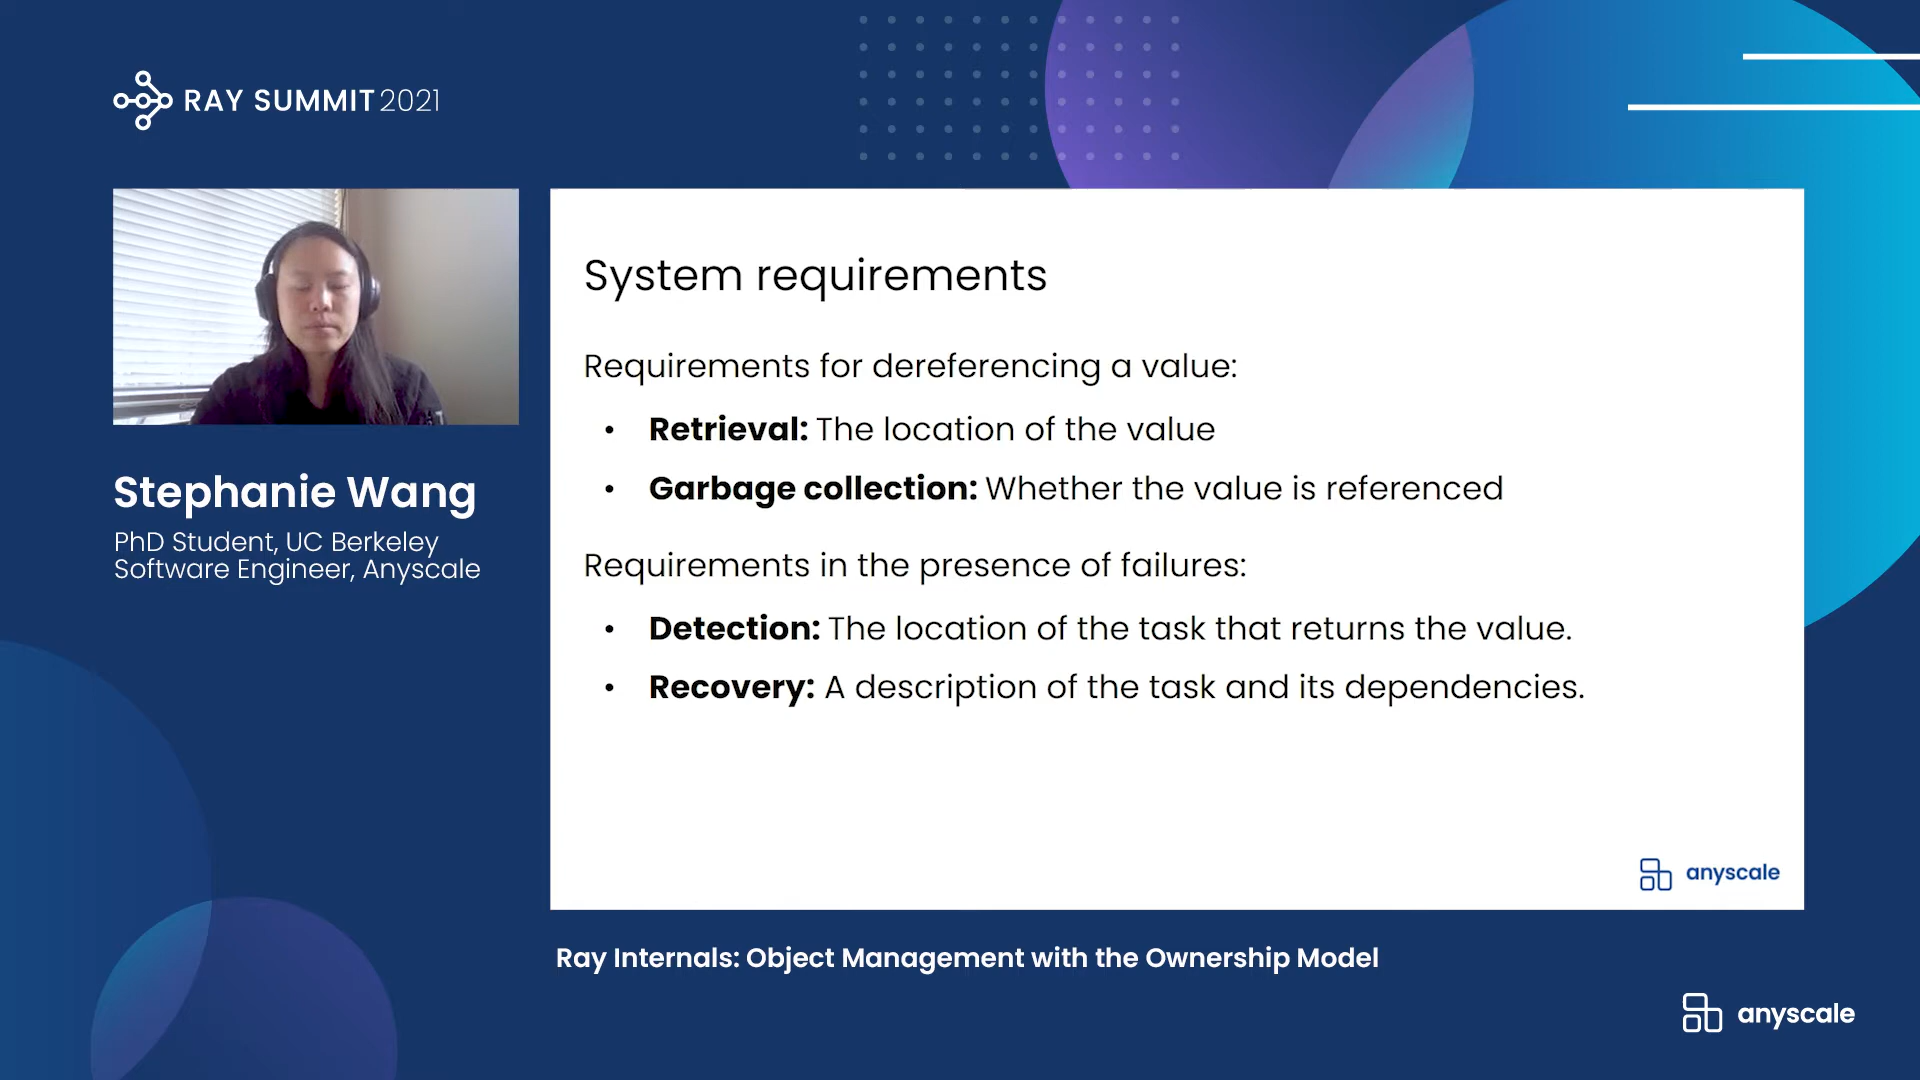 RAY SUMMIT 2021
Stephanie Wang
PhD Student, UC Berkeley
Software Engineer, Anyscale
System requirements
Requirements for dereferencing a value:
• Retrieval: The location of the value
• Garbage collection: Whether the value is referenced
Requirements in the presence of failures:
• Detection: The location of the task that returns the value.
• Recovery: A description of the task and its dependencies.
anyscale
Ray Internals: Object Management with the Ownership Model
anyscale